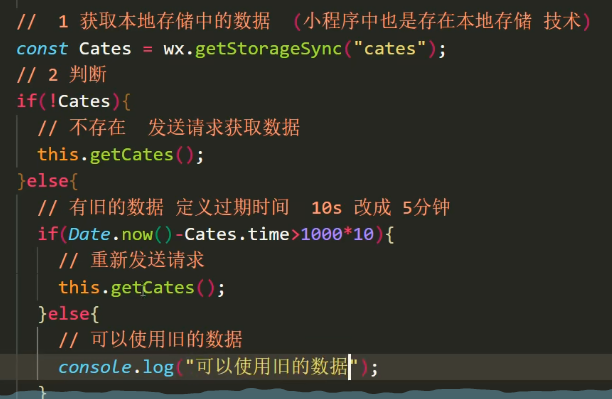 //  1 获取本地存储中的数据  (小程序中也是存在本地存储 技术)
const Cates = wx.getStorageSync("cates");
// 2 判断
if(!Cates){
// 不存在  发送请求获取数据
this.getCates();
}else{
// 有旧的数据 定义过期时间  10s 改成 5分钟
if(Date.now()-Cates.time>1000*10){
// 重新发送请求
this.getCates();
}else{
// 可以使用旧的数据
console.log("可以使用旧的数据");
}